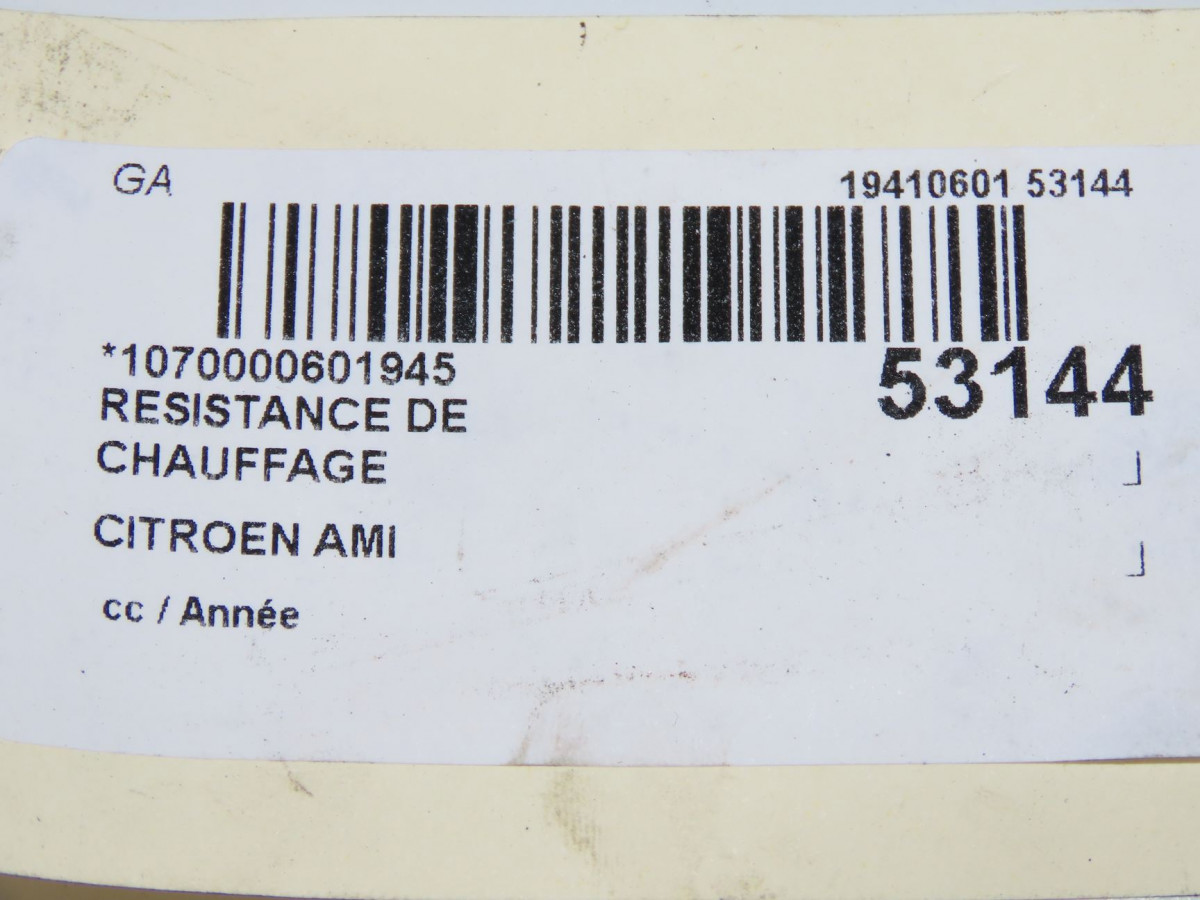 GA
19410601 53144
*1070000601945
53144
RESISTANCE DE
CHAUFFAGE
CITROEN AMI
cc / Année